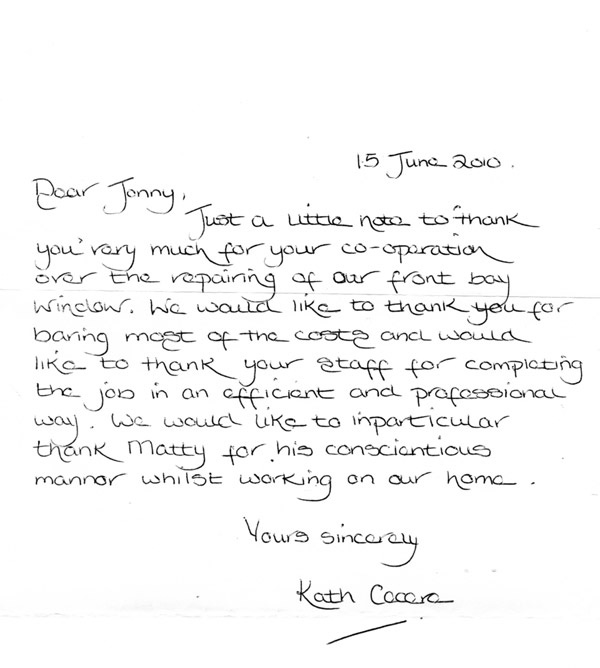 15 June 2010.
Dear Jonny,
Just a little note to thank
you very much for your co-operation
over the repairing of our front bay
window. We would like to thank you for
baring most of the costs and would
like to thank your staff for completing
the job in an efficient and professional
way. We would like to inparticular
thank Matty for his conscientious
manner whilst working on our home.
Yours sincerely
Kath